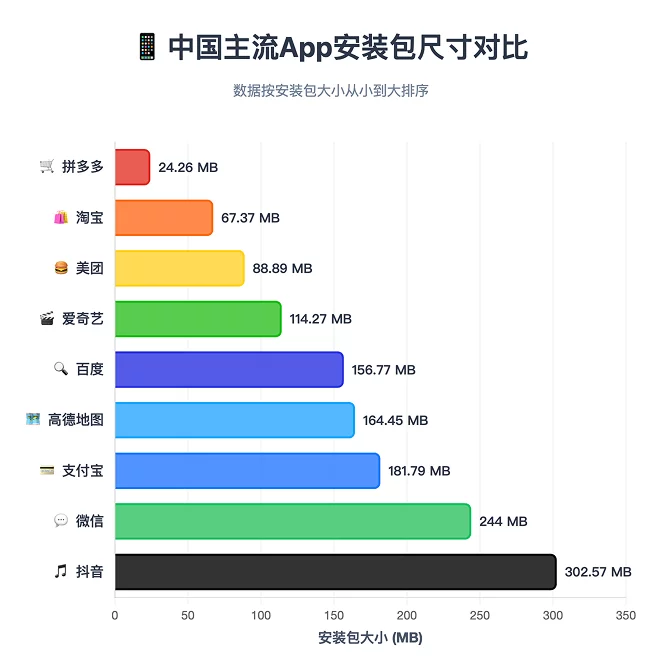 📱 中国主流App安装包尺寸对比
数据按安装包大小从小到大排序
🛒 拼多多 24.26 MB
🛍️ 淘宝 67.37 MB
🍔 美团 88.89 MB
🎬 爱奇艺 114.27 MB
🔍 百度 156.77 MB
🗺️ 高德地图 164.45 MB
💳 支付宝 181.79 MB
💬 微信 244 MB
🎵 抖音 302.57 MB
0 50 100 150 200 250 300 350
安装包大小 (MB)